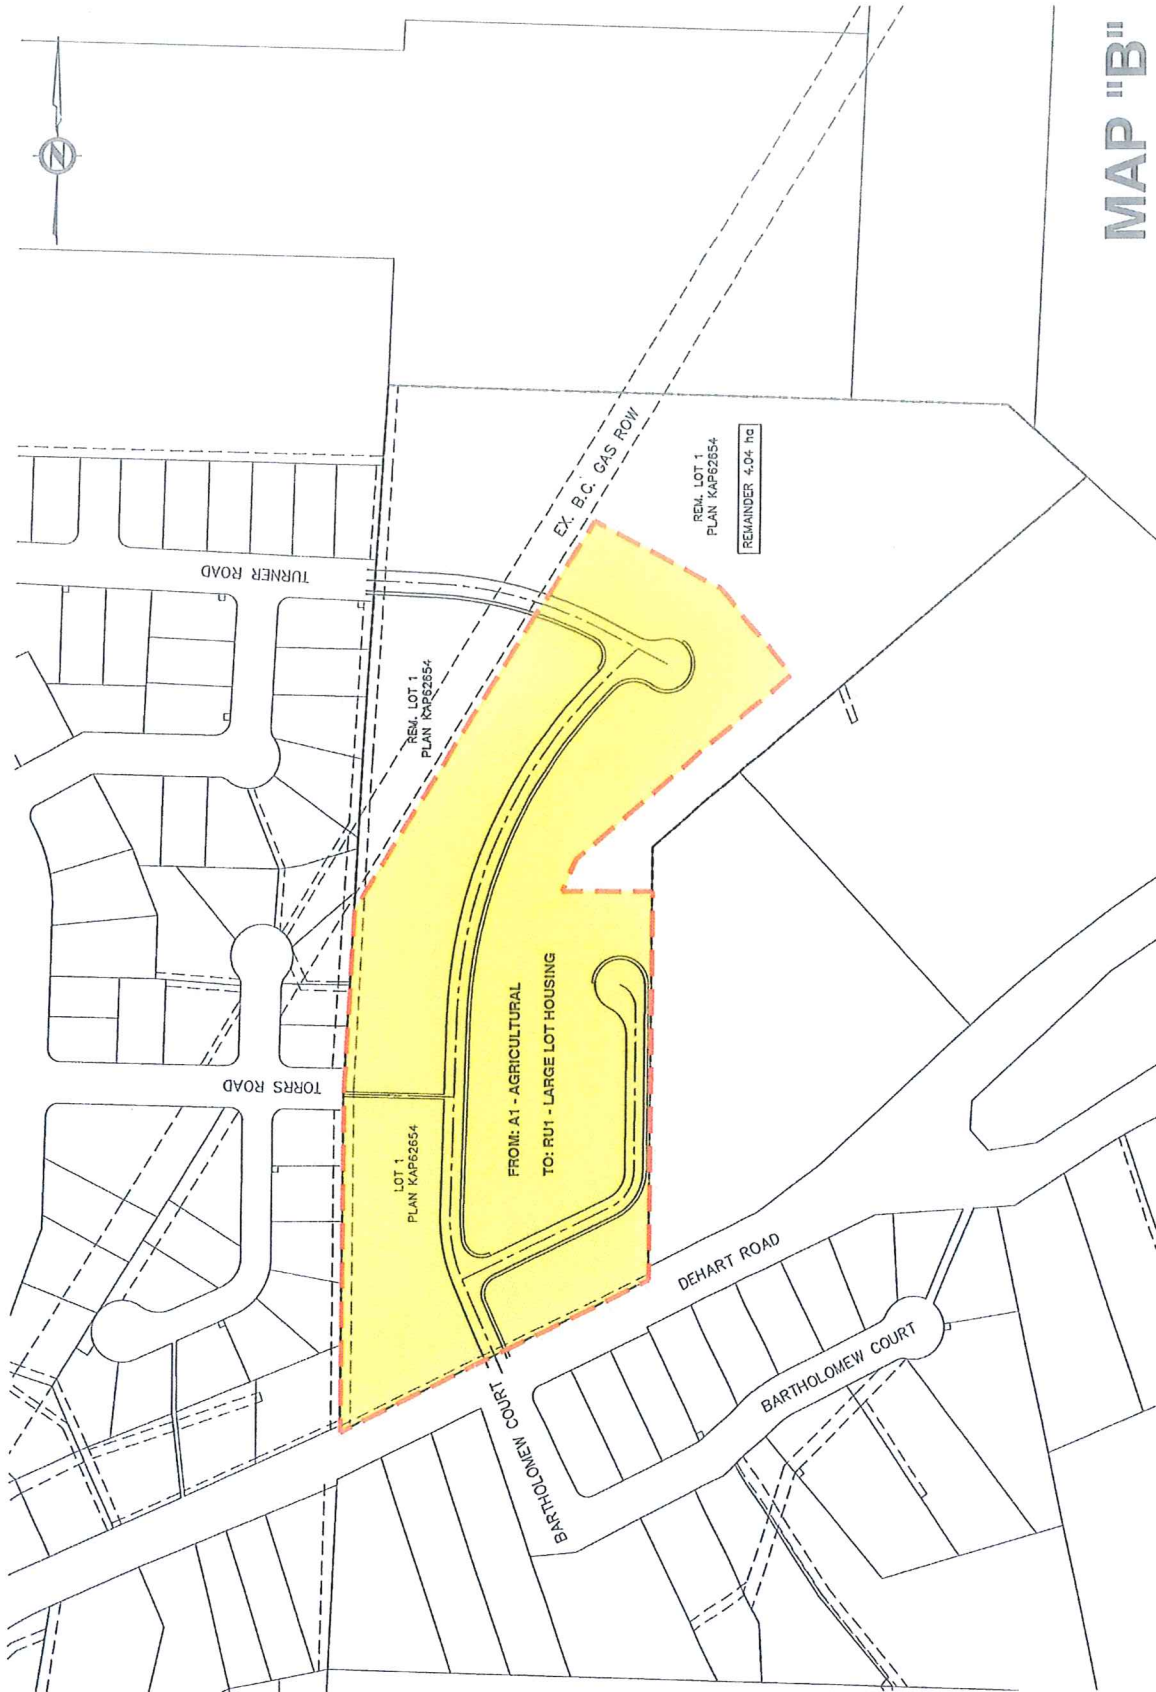 MAP "B"
N
EX. B.C. GAS ROW
REM. LOT 1
PLAN KAP62654
REMAINDER 4.04 ha
TURNER ROAD
REM. LOT 1
PLAN KAP62654
FROM: A1 - AGRICULTURAL
TO: RU1 - LARGE LOT HOUSING
TORRS ROAD
LOT 1
PLAN KAP62654
DEHART ROAD
BARTHOLOMEW COURT
BARTHOLOMEW COURT